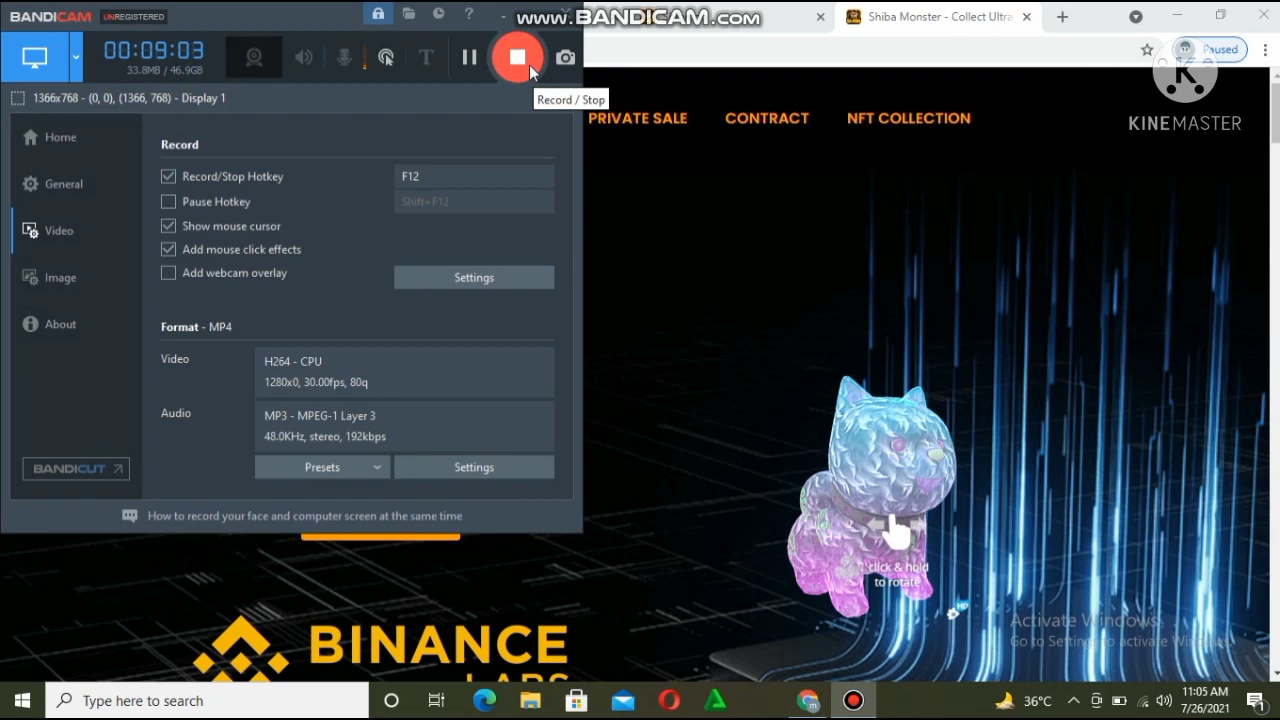 BANDICAM UNREGISTERED
www.BANDICAM.com
Shiba Monster - Collect Ultra
00:09:03
33.8MB / 46.9GB
Record / Stop
Paused
KINEMASTER
1366x768 - (0, 0), (1366, 768) - Display 1
PRIVATE SALE CONTRACT NFT COLLECTION
Home
General
Video
Image
About
BANDICUT
Record
Record/Stop Hotkey F12
Pause Hotkey Shift+F12
Show mouse cursor
Add mouse click effects
Add webcam overlay
Settings
Format - MP4
Video
H264 - CPU
1280x0, 30.00fps, 80q
Audio
MP3 - MPEG-1 Layer 3
48.0KHz, stereo, 192kbps
Presets Settings
How to record your face and computer screen at the same time
click & hold
to rotate
HD
BINANCE
LABS
Activate Windows
Go to Settings to activate Windows.
Type here to search
36°C
11:05 AM
7/26/2021